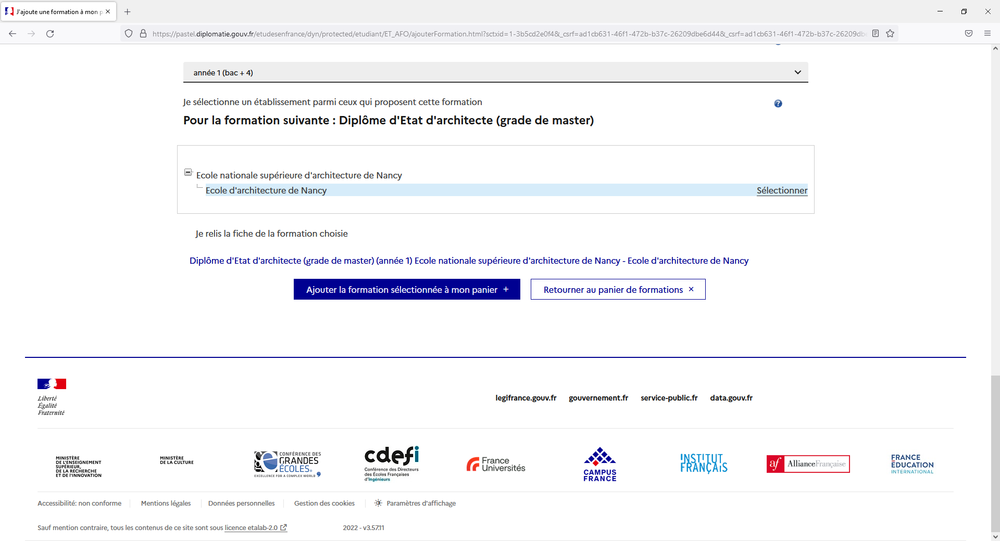 J'ajoute une formation à mon p
https://pastel.diplomatie.gouv.fr/etudesenfrance/dyn/protected/etudiant/ET_AFO/ajouterFormation.html?sctxid=1-3b5cd2e0f4&_csrf=ad1cb631-46f1-472b-b37c-26209dbe6d44&_csrf=ad1cb631-46f1-472b-b37c-26209dbe
année 1 (bac + 4)
Je sélectionne un établissement parmi ceux qui proposent cette formation
Pour la formation suivante : Diplôme d'Etat d'architecte (grade de master)
Ecole nationale supérieure d'architecture de Nancy
Ecole d'architecture de Nancy Sélectionner
Je relis la fiche de la formation choisie
Diplôme d'Etat d'architecte (grade de master) (année 1) Ecole nationale supérieure d'architecture de Nancy - Ecole d'architecture de Nancy
Ajouter la formation sélectionnée à mon panier + Retourner au panier de formations ×
Liberté
Égalité
Fraternité
legifrance.gouv.fr gouvernement.fr service-public.fr data.gouv.fr
MINISTÈRE
DE L'ENSEIGNEMENT
SUPÉRIEUR,
DE LA RECHERCHE
ET DE L'INNOVATION
MINISTÈRE
DE LA CULTURE
CONFÉRENCE DES
GRANDES
ÉCOLES
EXCELLENCE FOR A COMPLEX WORLD
cdefi
Conférence des Directeurs
des Écoles Françaises
d'Ingénieurs
France
Universités
CAMPUS
FRANCE
INSTITUT
FRANÇAIS
af AllianceFrançaise
FRANCE
ÉDUCATION
INTERNATIONAL
Accessibilité: non conforme Mentions légales Données personnelles Gestion des cookies Paramètres d'affichage
Sauf mention contraire, tous les contenus de ce site sont sous licence etalab-2.0 2022 - v3.57.11